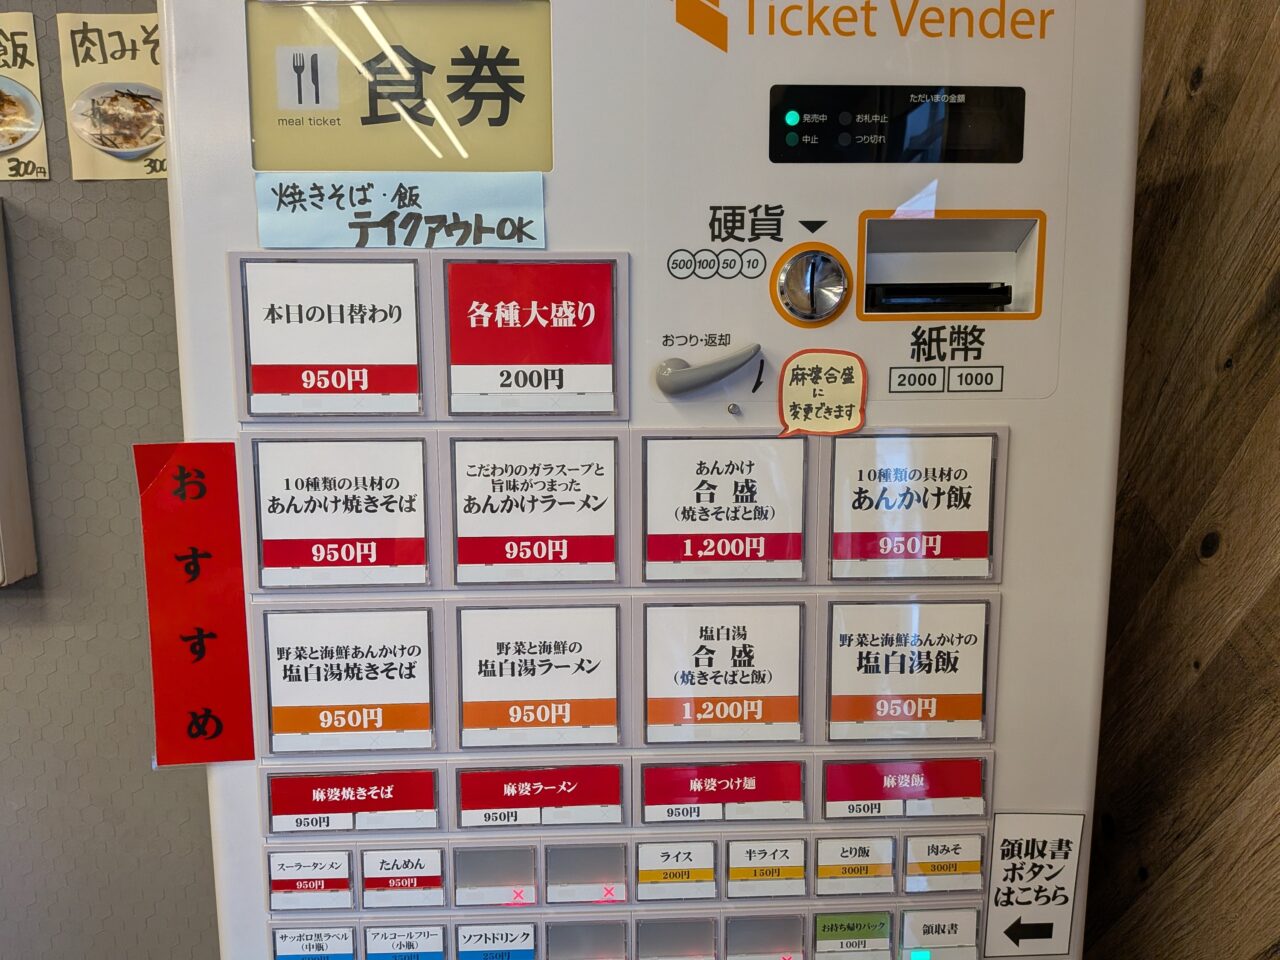 飯
300円
肉みそ
300
Ticket Vender
食券
meal ticket
焼きそば・飯
テイクアウトOK
ただいまの金額
発売中
お札中止
中止
つり切れ
硬貨
500 100 50 10
おつり・返却
紙幣
2000 1000
麻婆合盛
に
変更できます
おすすめ
本日の日替わり
950円
各種大盛り
200円
10種類の具材の
あんかけ焼きそば
950円
こだわりのガラスープと
旨味がつまった
あんかけラーメン
950円
あんかけ
合盛
(焼きそばと飯)
1,200円
10種類の具材の
あんかけ飯
950円
野菜と海鮮あんかけの
塩白湯焼きそば
950円
野菜と海鮮の
塩白湯ラーメン
950円
塩白湯
合盛
(焼きそばと飯)
1,200円
野菜と海鮮あんかけの
塩白湯飯
950円
麻婆焼きそば
950円
麻婆ラーメン
950円
麻婆つけ麺
950円
麻婆飯
950円
スーラータンメン
950円
たんめん
950円
ライス
200円
半ライス
150円
とり飯
300円
肉みそ
300円
サッポロ黒ラベル
(中瓶)
アルコールフリー
(小瓶)
350円
ソフトドリンク
250円
お持ち帰りパック
100円
領収書
領収書
ボタン
はこちら